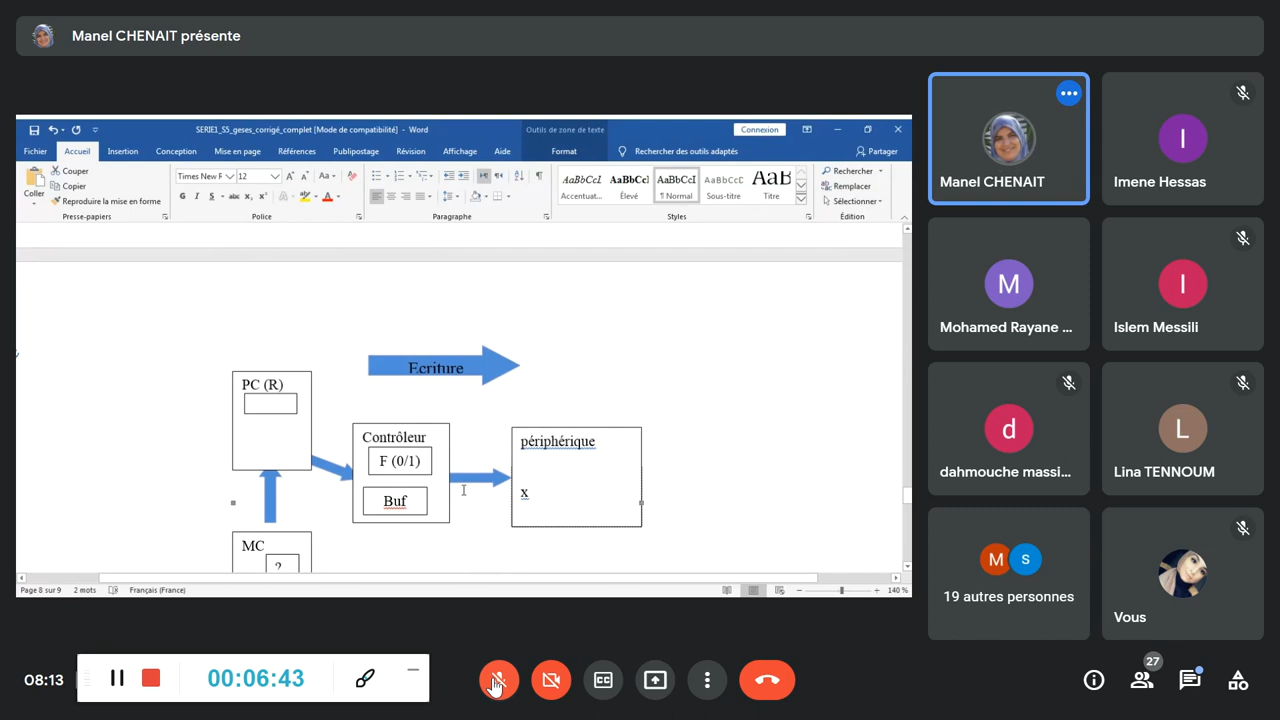 Manel CHENAIT présente
SERIE1_S5_geses_corrigé_complet [Mode de compatibilité] - Word
Outils de zone de texte
Connexion
Fichier Accueil Insertion Conception Mise en page Références Publipostage Révision Affichage Aide Format Rechercher des outils adaptés Partager
Coller
Couper
Copier
Reproduire la mise en forme
Presse-papiers
Times New R 12
G I S abc x₂ x²
Police
Paragraphe
AaBbCcI AaBbCc AaBbCcI AaBbCcI AaB
Accentuat... Élevé ¶ Normal Sous-titre Titre
Styles
Rechercher
Remplacer
Sélectionner
Édition
Ecriture
PC (R)
Contrôleur
F (0/1)
Buf
périphérique
x
MC
?
Page 8 sur 9 2 mots Français (France) 140 %
Manel CHENAIT
I
Imene Hessas
M
Mohamed Rayane ...
I
Islem Messili
d
dahmouche massi...
L
Lina TENNOUM
M S
19 autres personnes
Vous
08:13
00:06:43
27